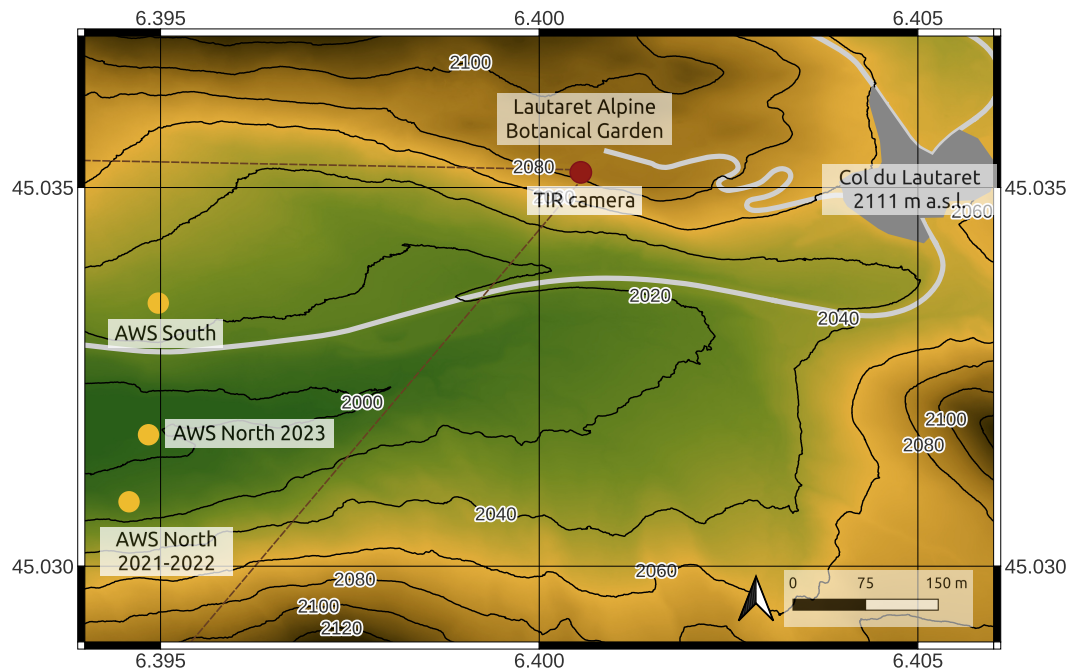 6.395
6.400
6.405
2100
Lautaret Alpine
Botanical Garden
2080
45.035
45.035
Col du Lautaret
2111 m a.s.l.
TIR camera
2060
2020
2040
AWS South
2000
AWS North 2023
2100
2080
2040
AWS North
2021-2022
45.030
45.030
2060
2080
0 75 150 m
2100
2120
6.395
6.400
6.405